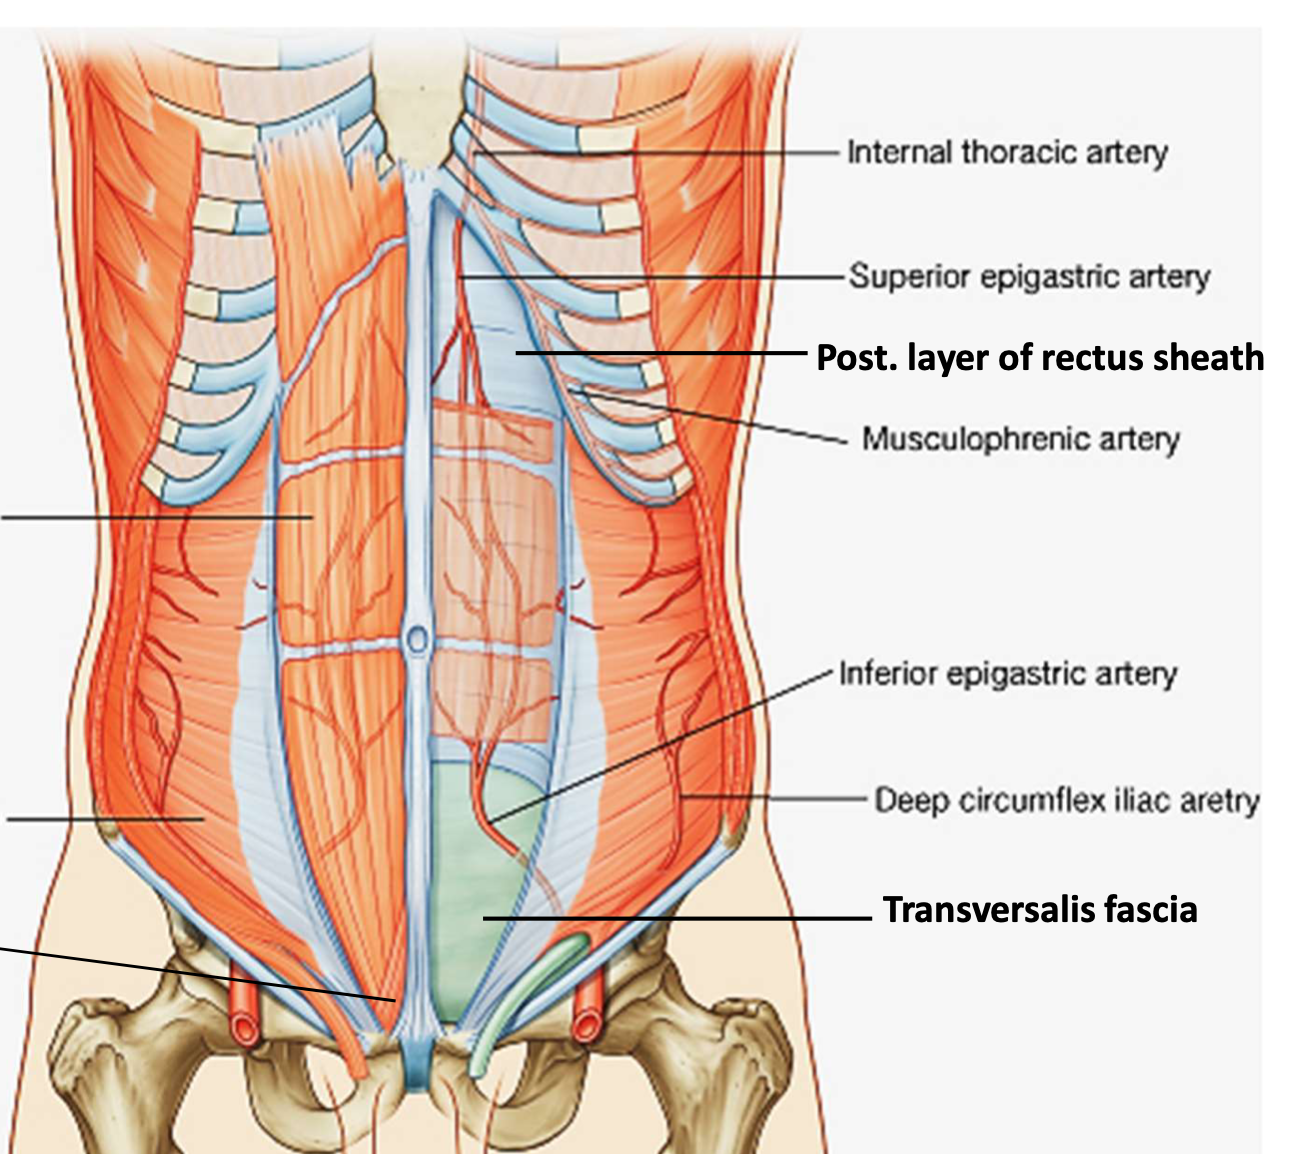 Internal thoracic artery
Superior epigastric artery
Post. layer of rectus sheath
Musculophrenic artery
Inferior epigastric artery
Deep circumflex iliac aretry
Transversalis fascia